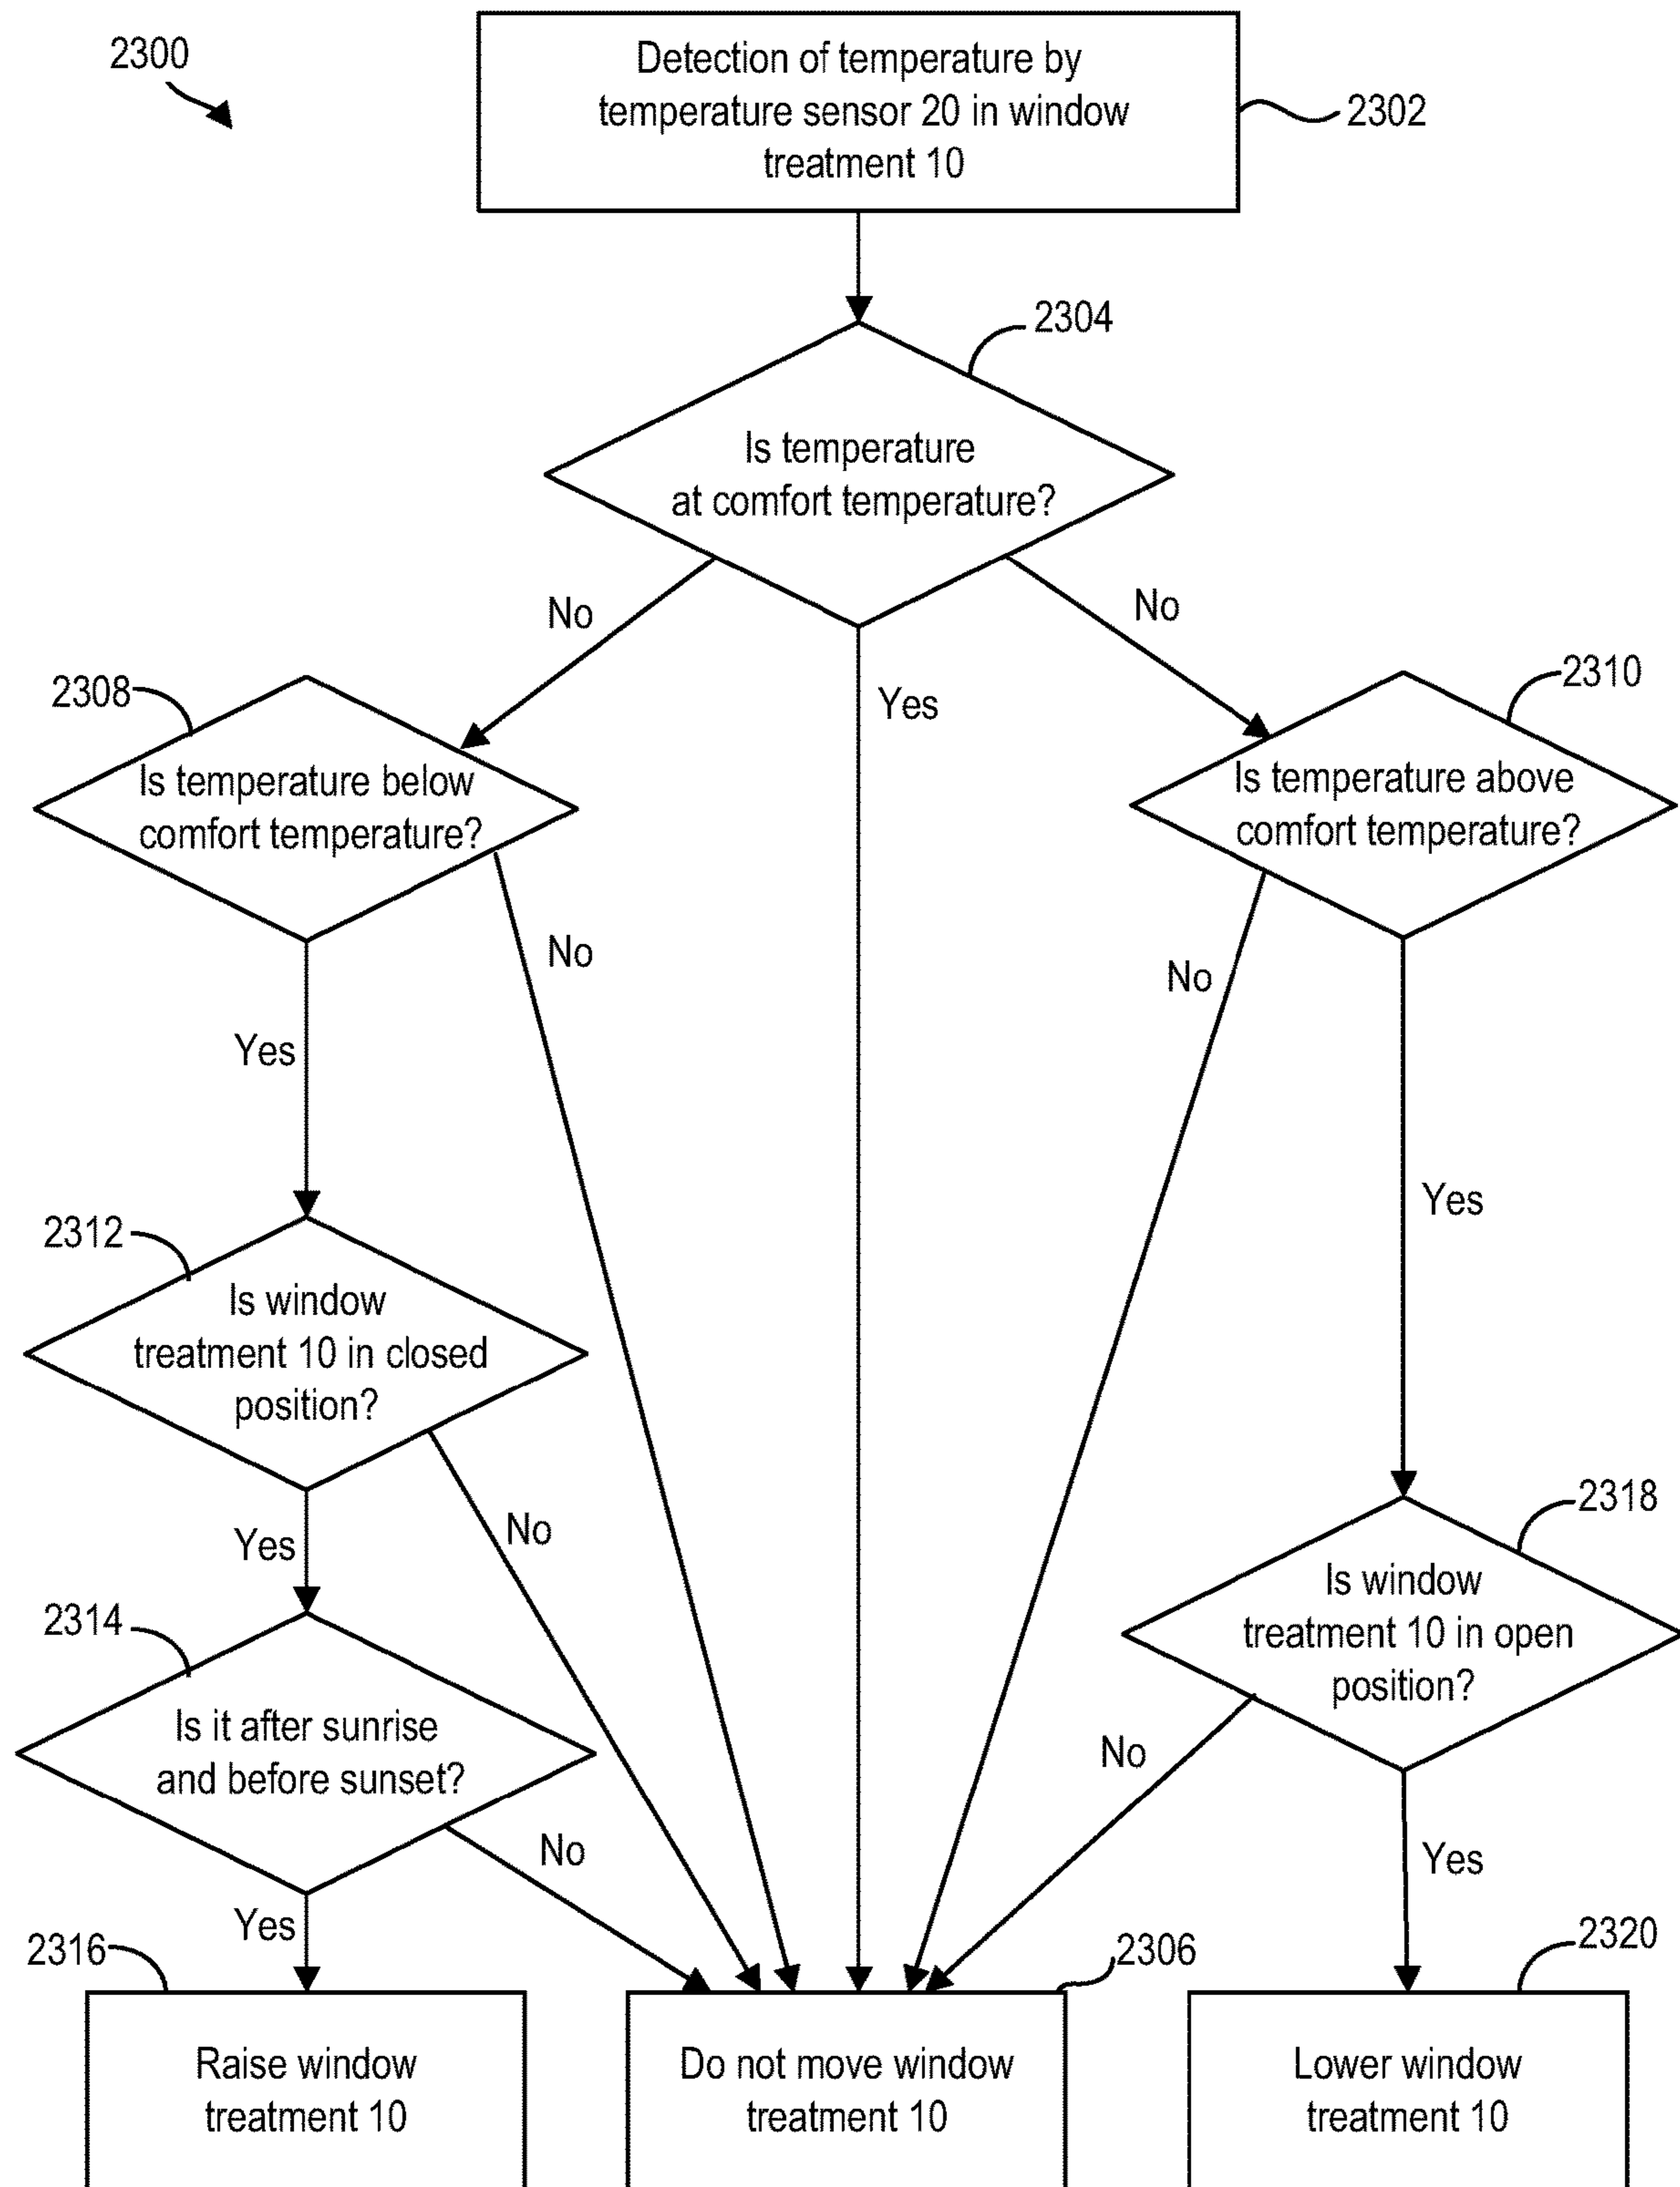 2300
Detection of temperature by
temperature sensor 20 in window
treatment 10
2302
2304
Is temperature
at comfort temperature?
No
No
Yes
2308
Is temperature below
comfort temperature?
2310
Is temperature above
comfort temperature?
No
No
Yes
Yes
2312
Is window
treatment 10 in closed
position?
No
Yes
2318
Is window
treatment 10 in open
position?
2314
Is it after sunrise
and before sunset?
No
No
Yes
Yes
2316
Raise window
treatment 10
2306
Do not move window
treatment 10
2320
Lower window
treatment 10